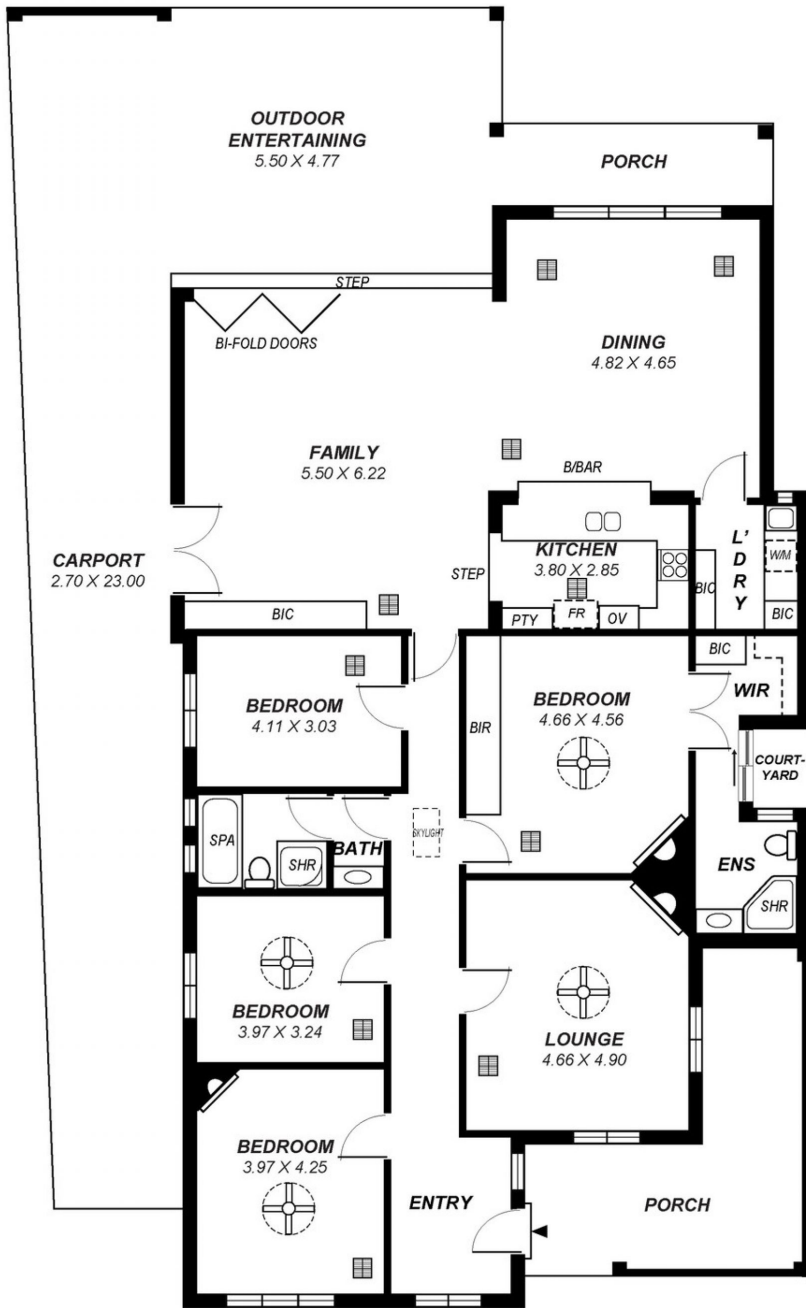 OUTDOOR
ENTERTAINING
5.50 X 4.77
PORCH
STEP
BI-FOLD DOORS
DINING
4.82 X 4.65
FAMILY
5.50 X 6.22
B/BAR
CARPORT
2.70 X 23.00
STEP
KITCHEN
3.80 X 2.85
L'
DRY
W/M
BIC
BIC
BIC
PTY
FR
OV
BEDROOM
4.11 X 3.03
BIR
BEDROOM
4.66 X 4.56
BIC
WIR
COURT-
YARD
SPA
SHR
BATH
SKYLIGHT
ENS
SHR
BEDROOM
3.97 X 3.24
LOUNGE
4.66 X 4.90
BEDROOM
3.97 X 4.25
ENTRY
PORCH